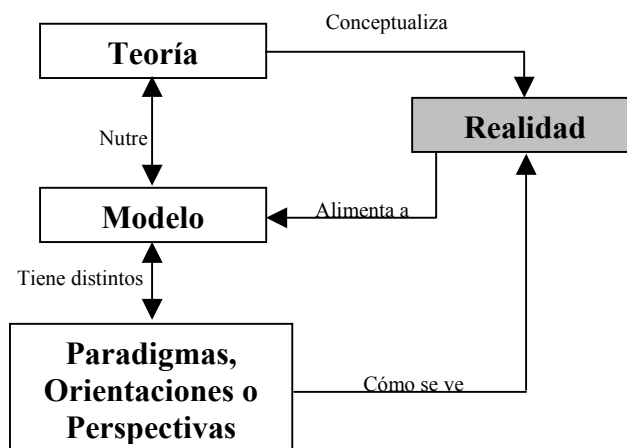 Conceptualiza
Teoría
Realidad
Nutre
Modelo
Alimenta a
Tiene distintos
Paradigmas,
Orientaciones o
Perspectivas
Cómo se ve